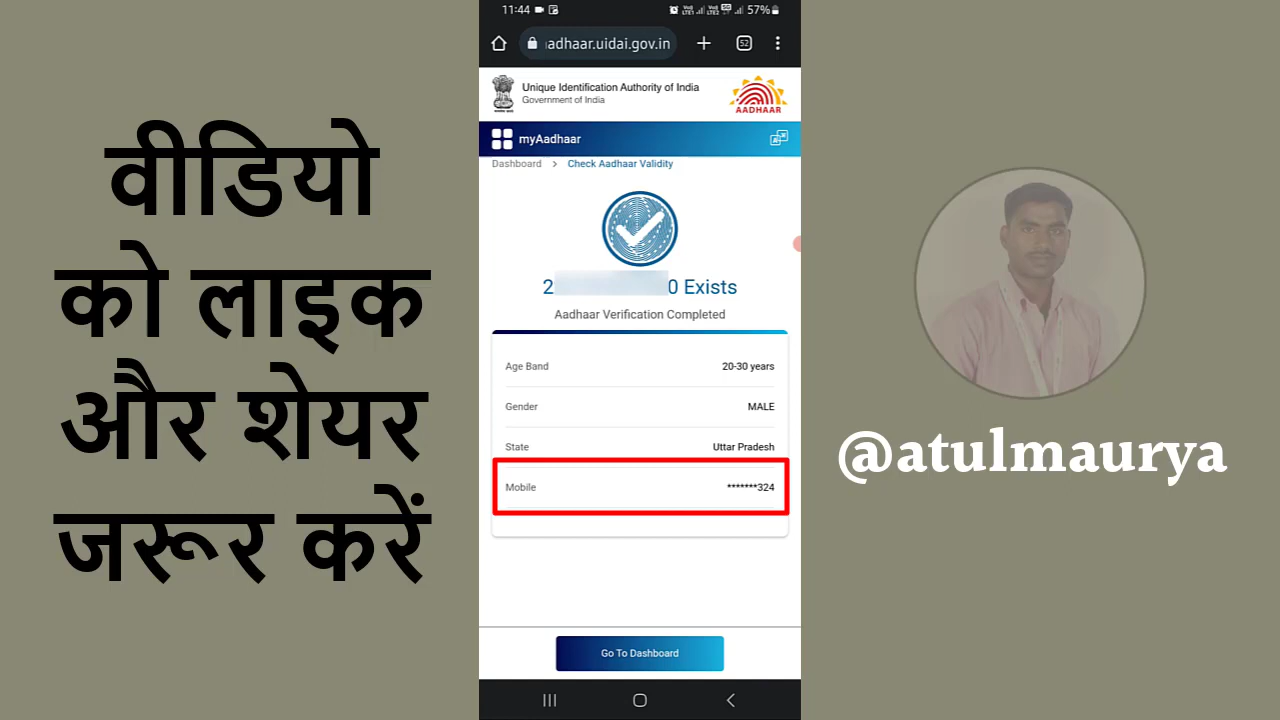 वीडियो
को लाइक
और शेयर
जरूर करें
11:44
57%
adhaar.uidai.gov.in
52
Unique Identification Authority of India
Government of India
AADHAAR
myAadhaar
Dashboard > Check Aadhaar Validity
2 0 Exists
Aadhaar Verification Completed
Age Band 20-30 years
Gender MALE
State Uttar Pradesh
Mobile *******324
Go To Dashboard
@atulmaurya